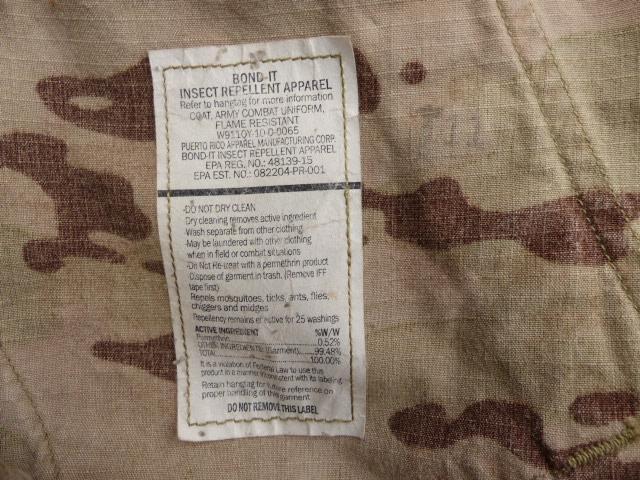 BOND-IT
INSECT REPELLENT APPAREL
Refer to hangtag for more information
COAT, ARMY COMBAT UNIFORM,
FLAME RESISTANT
W911QY-10-D-0065
PUERTO RICO APPAREL MANUFACTURING CORP.
BOND-IT INSECT REPELLENT APPAREL
EPA REG. NO.: 48139-15
EPA EST. NO.: 082204-PR-001
-DO NOT DRY CLEAN
-Dry cleaning removes active ingredient
-Wash separate from other clothing.
-May be laundered with other clothing
when in field or combat situations
-Do Not Re-treat with a permethrin product
-Dispose of garment in trash. (Remove IFF
tape first)
Repels mosquitoes, ticks, ants, flies,
chiggers and midges
Repellency remains effective for 25 washings
ACTIVE INGREDIENT %W/W
Permethrin 0.52%
OTHER INGREDIENTS: (Garment) 99.48%
TOTAL 100.00%
It is a violation of Federal Law to use this
product in a manner inconsistent with its labeling
Retain hangtag for future reference on
proper handling of this garment
DO NOT REMOVE THIS LABEL